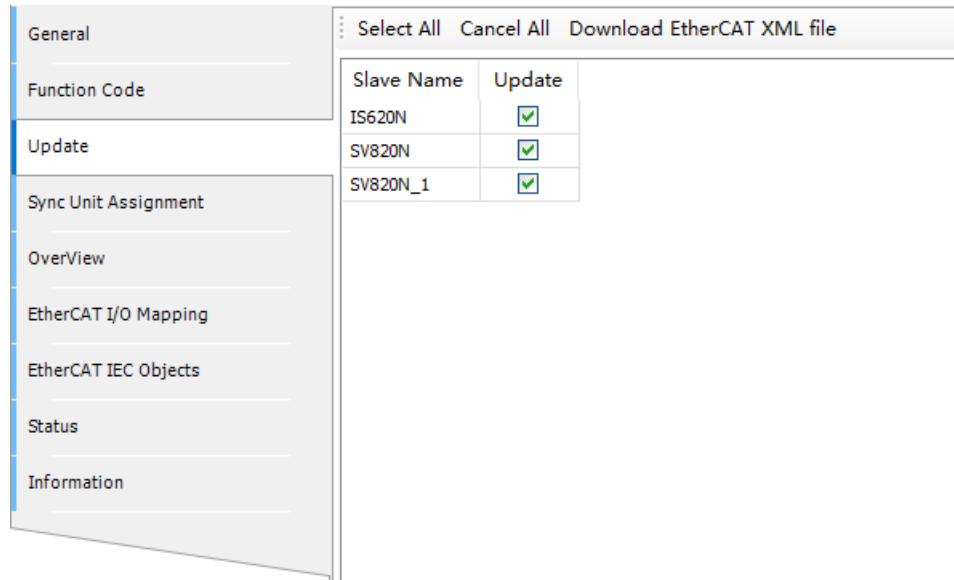 General
Function Code
Update
Sync Unit Assignment
OverView
EtherCAT I/O Mapping
EtherCAT IEC Objects
Status
Information
Select All Cancel All Download EtherCAT XML file
Slave Name Update
IS620N
SV820N
SV820N_1